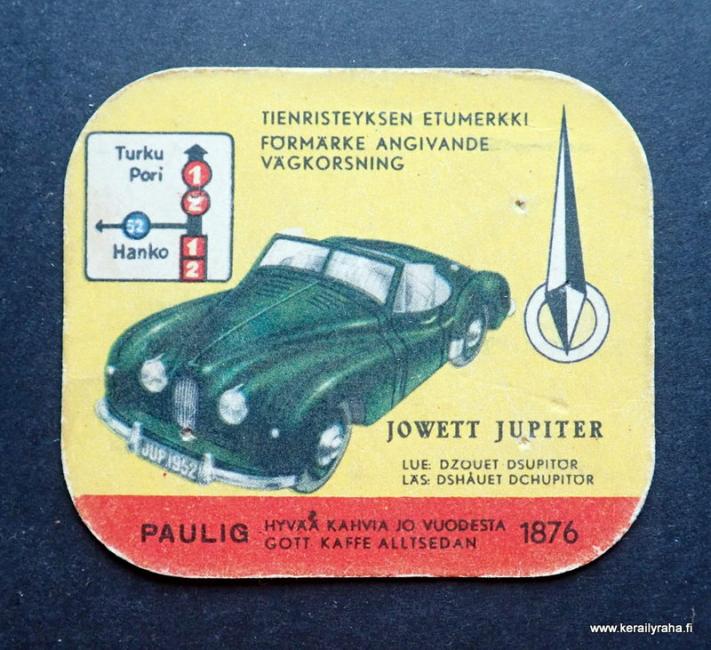 TIENRISTEYKSEN ETUMERKKI
FÖRMÄRKE ANGIVANDE
VÄGKORSNING
Turku
Pori
1
2
52
Hanko
1
2
JOWETT JUPITER
LUE: DZOUET DSUPITÖR
LÄS: DSHÅUET DCHUPITÖR
JUP 1952
PAULIG
HYVÄÄ KAHVIA JO VUODESTA
GOTT KAFFE ALLTSEDAN
1876
www.kerailyraha.fi